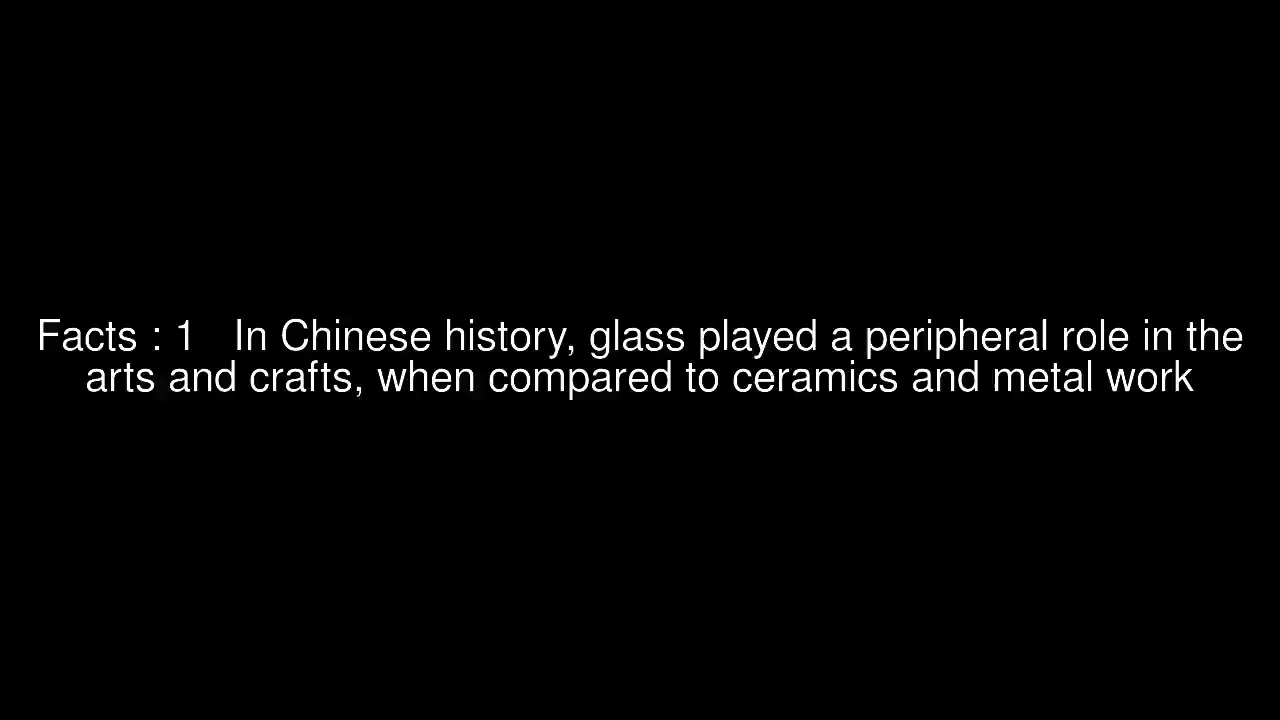 Facts : 1 In Chinese history, glass played a peripheral role in the
arts and crafts, when compared to ceramics and metal work